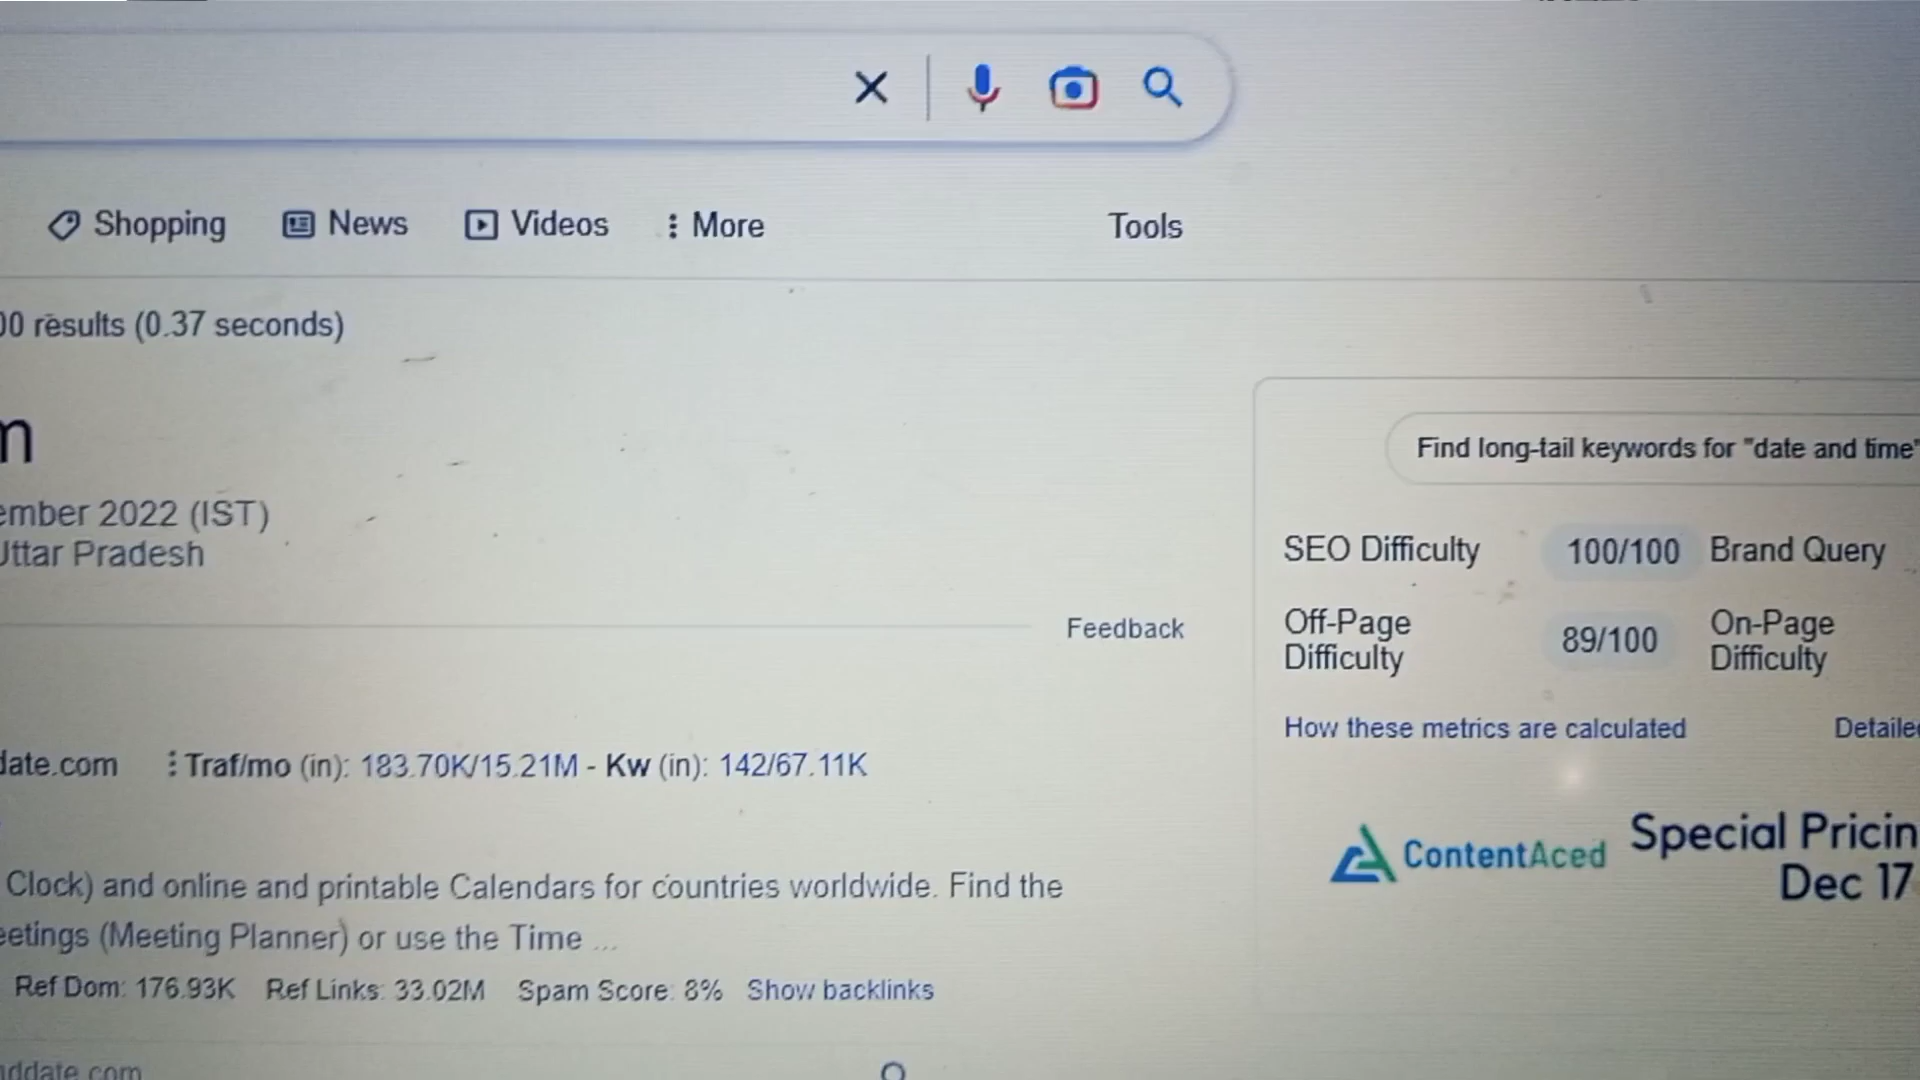 Shopping News Videos More Tools
00 results (0.37 seconds)
m
ember 2022 (IST)
Uttar Pradesh
Feedback
date.com Traf/mo (in): 183.70K/15.21M - Kw (in): 142/67.11K
Clock) and online and printable Calendars for countries worldwide. Find the
eetings (Meeting Planner) or use the Time ...
Ref Dom: 176.93K Ref Links: 33.02M Spam Score: 8% Show backlinks
ddate.com
Find long-tail keywords for "date and time"
SEO Difficulty 100/100 Brand Query
Off-Page Difficulty 89/100 On-Page Difficulty
How these metrics are calculated Detaile
ContentAced Special Pricin
Dec 17